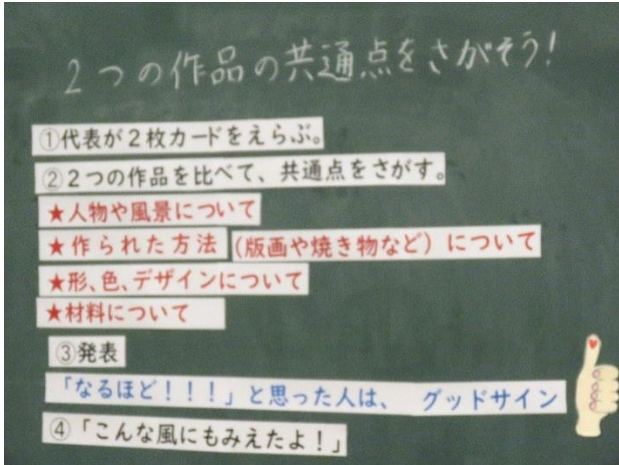 2つの作品の共通点をさがそう!
①代表が2枚カードをえらぶ。
②2つの作品を比べて、共通点をさがす。
★人物や風景について
★作られた方法(版画や焼き物など)について
★形、色、デザインについて
★材料について
③発表
「なるほど!!!」と思った人は、 グッドサイン
④「こんな風にもみえたよ!」